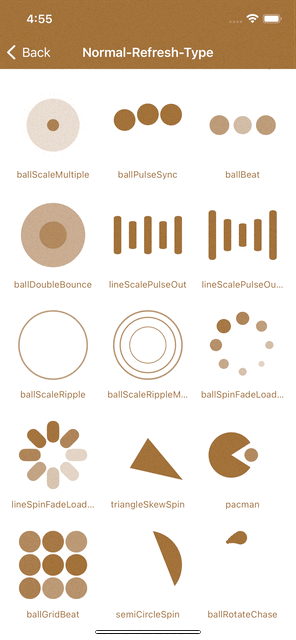 4:55
Back Normal-Refresh-Type
ballScaleMultiple ballPulseSync ballBeat
ballDoubleBounce lineScalePulseOut lineScalePulseOu...
ballScaleRipple ballScaleRippleM... ballSpinFadeLoad...
lineSpinFadeLoad... triangleSkewSpin pacman
ballGridBeat semiCircleSpin ballRotateChase